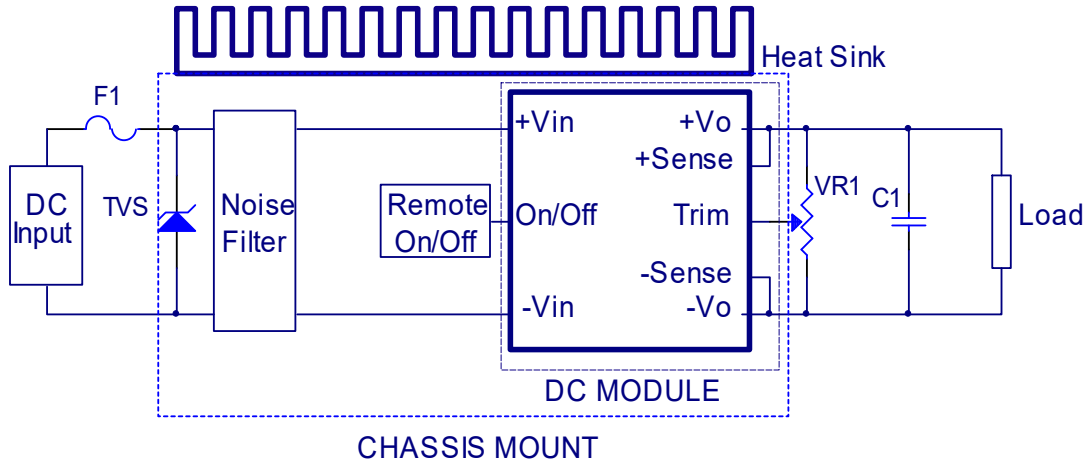 Heat Sink
F1
+Vin
+Vo
+Sense
DC
Input
TVS
Noise
Filter
Remote
On/Off
On/Off
Trim
VR1
C1
Load
-Sense
-Vin
-Vo
DC MODULE
CHASSIS MOUNT